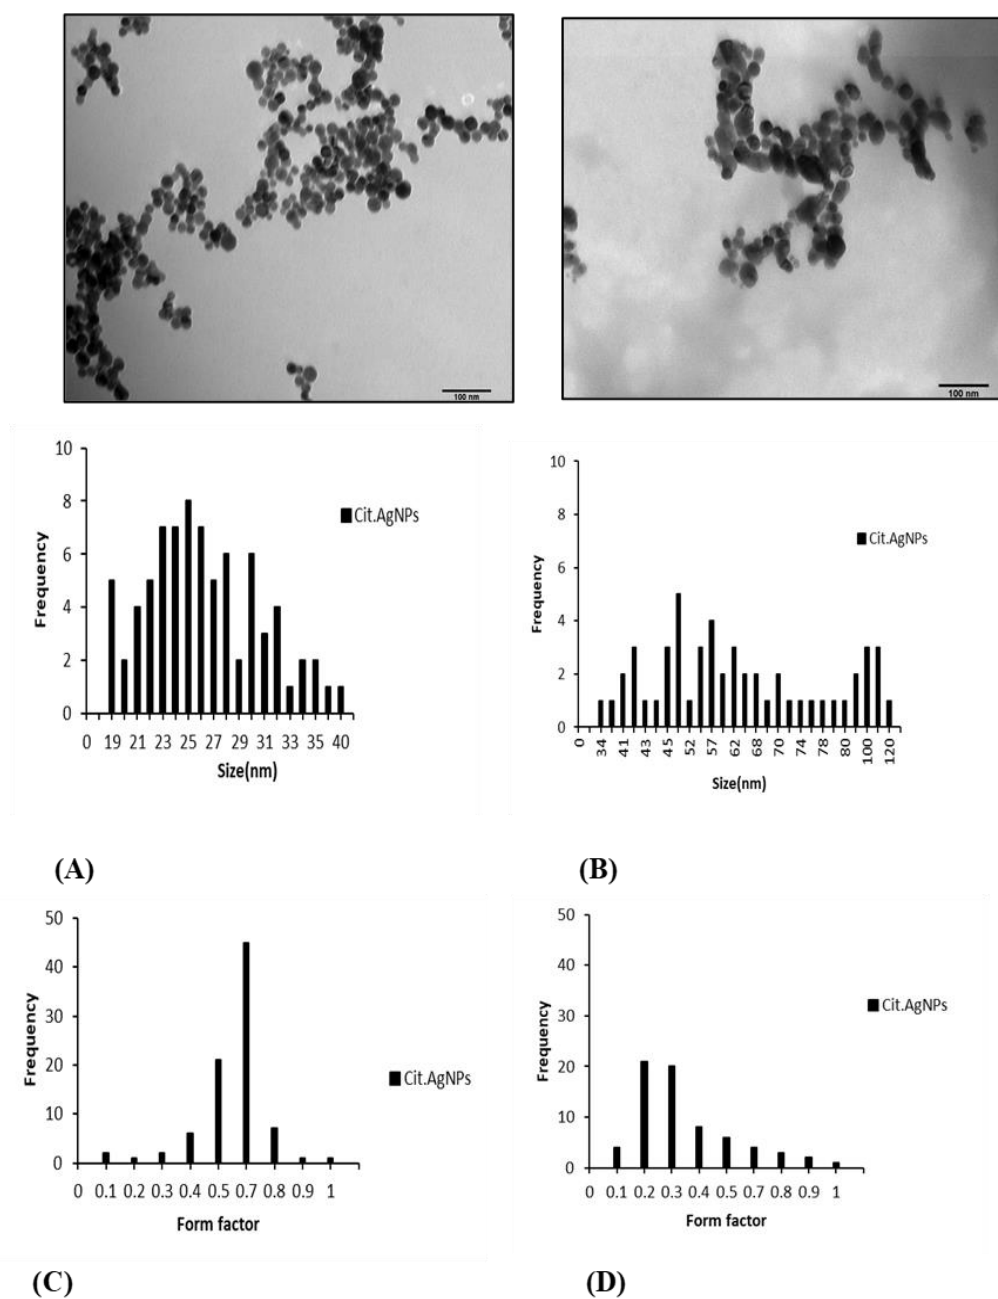 100 nm
100 nm
10
8
6
4
2
0
Frequency
Cit.AgNPs
0 19 21 23 25 27 29 31 33 35 40
Size(nm)
10
8
6
4
2
0
Frequency
Cit.AgNPs
0 34 41 43 45 52 57 62 68 70 74 78 80 100 120
Size(nm)
(A)
(B)
50
40
30
20
10
0
Frequency
Cit.AgNPs
0 0.1 0.2 0.3 0.4 0.5 0.7 0.8 0.9 1
Form factor
50
40
30
20
10
0
Frequency
Cit.AgNPs
0 0.1 0.2 0.3 0.4 0.5 0.7 0.8 0.9 1
Form factor
(C)
(D)